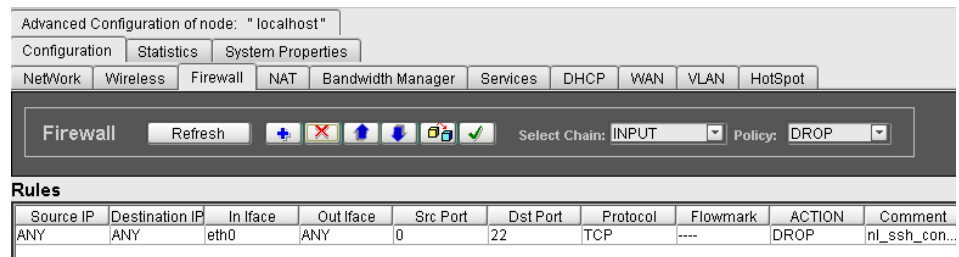 Advanced Configuration of node: "localhost"
Configuration Statistics System Properties
NetWork Wireless Firewall NAT Bandwidth Manager Services DHCP WAN VLAN HotSpot
Firewall Refresh Select Chain: INPUT Policy: DROP
Rules
Source IP Destination IP In Iface Out Iface Src Port Dst Port Protocol Flowmark ACTION Comment
ANY ANY eth0 ANY 0 22 TCP ---- DROP nl_ssh_con...